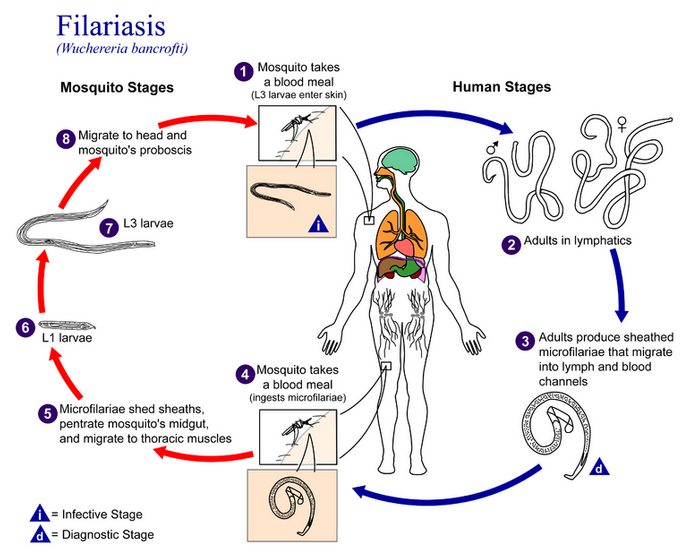 Filariasis
(Wuchereria bancrofti)
Mosquito Stages
Human Stages
1 Mosquito takes
a blood meal
(L3 larvae enter skin)
i
♂
♀
2 Adults in lymphatics
3 Adults produce sheathed
microfilariae that migrate
into lymph and blood
channels
d
4 Mosquito takes
a blood meal
(ingests microfilariae)
5 Microfilariae shed sheaths,
pentrate mosquito's midgut,
and migrate to thoracic muscles
6
L1 larvae
7 L3 larvae
8 Migrate to head and
mosquito's proboscis
i = Infective Stage
d = Diagnostic Stage